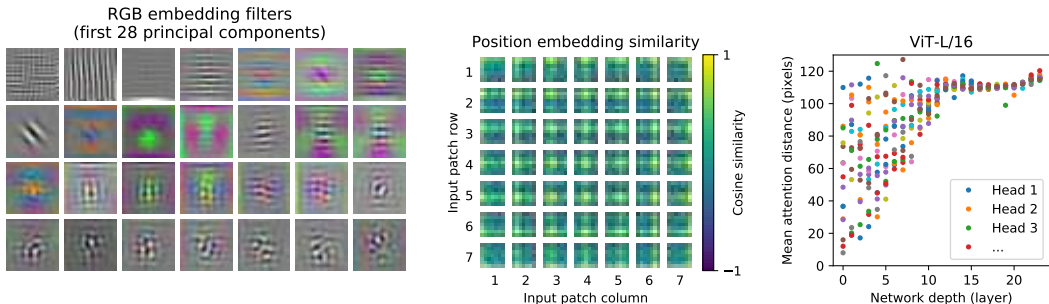 RGB embedding filters
(first 28 principal components)
Position embedding similarity
Input patch row
1
2
3
4
5
6
7
1 2 3 4 5 6 7
Input patch column
1
−1
Cosine similarity
ViT-L/16
Mean attention distance (pixels)
120
100
80
60
40
20
0
Head 1
Head 2
Head 3
...
0 5 10 15 20
Network depth (layer)